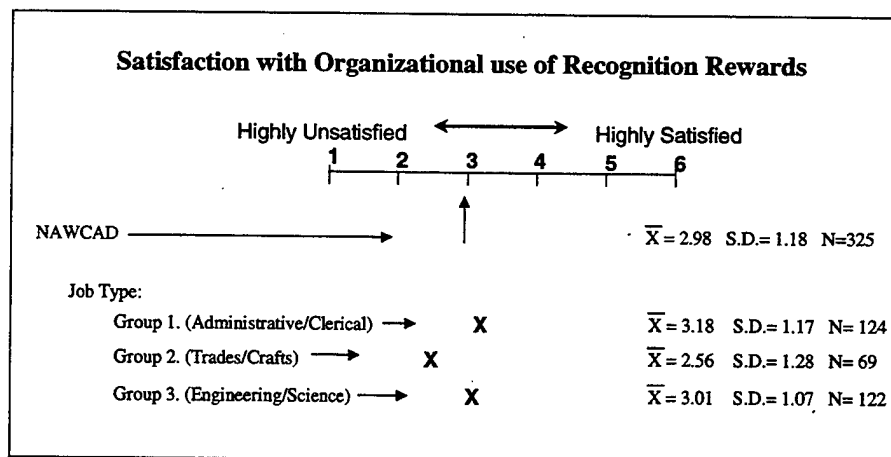 Satisfaction with Organizational use of Recognition Rewards
Highly Unsatisfied Highly Satisfied
1 2 3 4 5 6
NAWCAD X̅ = 2.98 S.D.= 1.18 N=325
Job Type:
Group 1. (Administrative/Clerical) X X̅ = 3.18 S.D.= 1.17 N= 124
Group 2. (Trades/Crafts) X X̅ = 2.56 S.D.= 1.28 N= 69
Group 3. (Engineering/Science) X X̅ = 3.01 S.D.= 1.07 N= 122